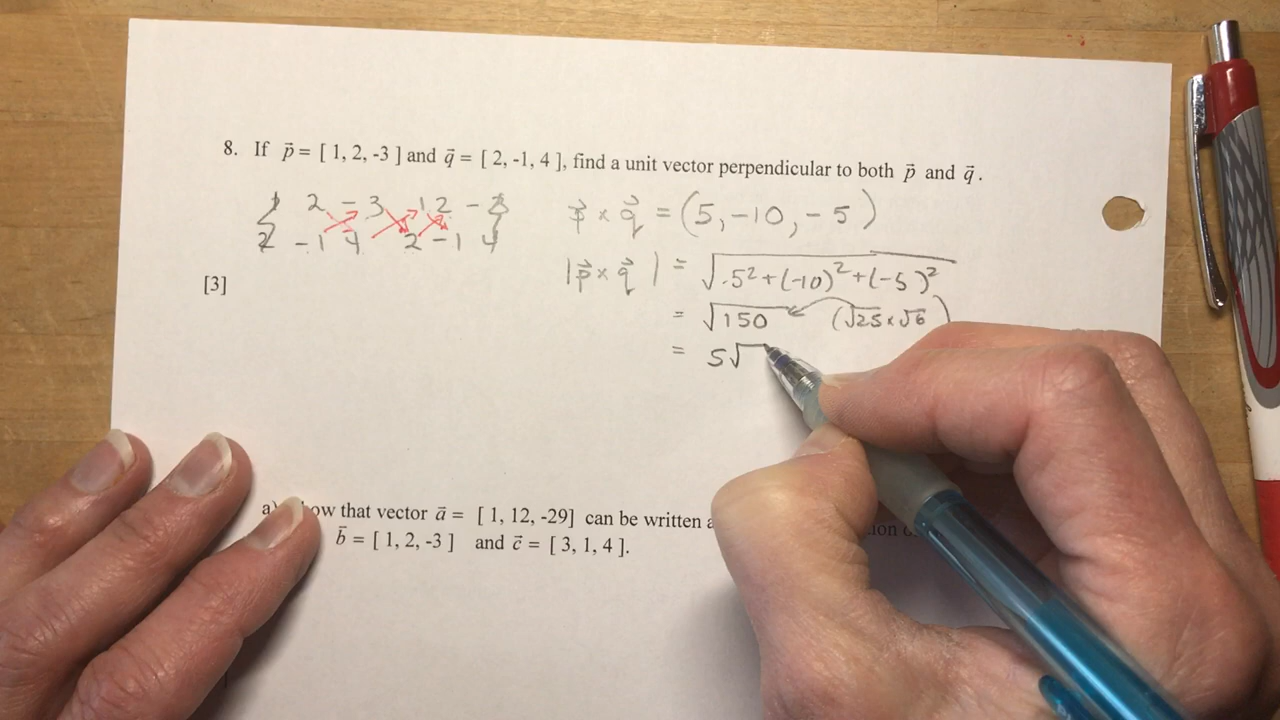 8. If p⃗ = [ 1, 2, -3 ] and q⃗ = [ 2, -1, 4 ], find a unit vector perpendicular to both p⃗ and q⃗.
1 2 -3 1 2 -3
2 -1 4 2 -1 4
p⃗ × q⃗ = (5, -10, -5)
|p⃗ × q⃗| = √5² + (-10)² + (-5)²
[3]
= √150 (√25 × √6)
= 5√
a) ow that vector a⃗ = [ 1, 12, -29] can be written
b⃗ = [ 1, 2, -3 ] and c⃗ = [ 3, 1, 4 ].